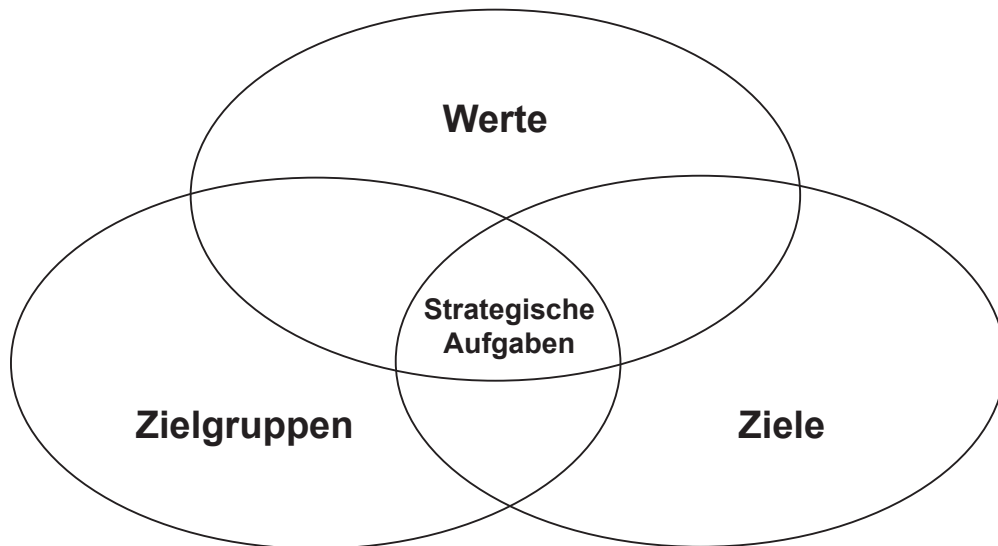 Werte
Strategische
Aufgaben
Zielgruppen
Ziele